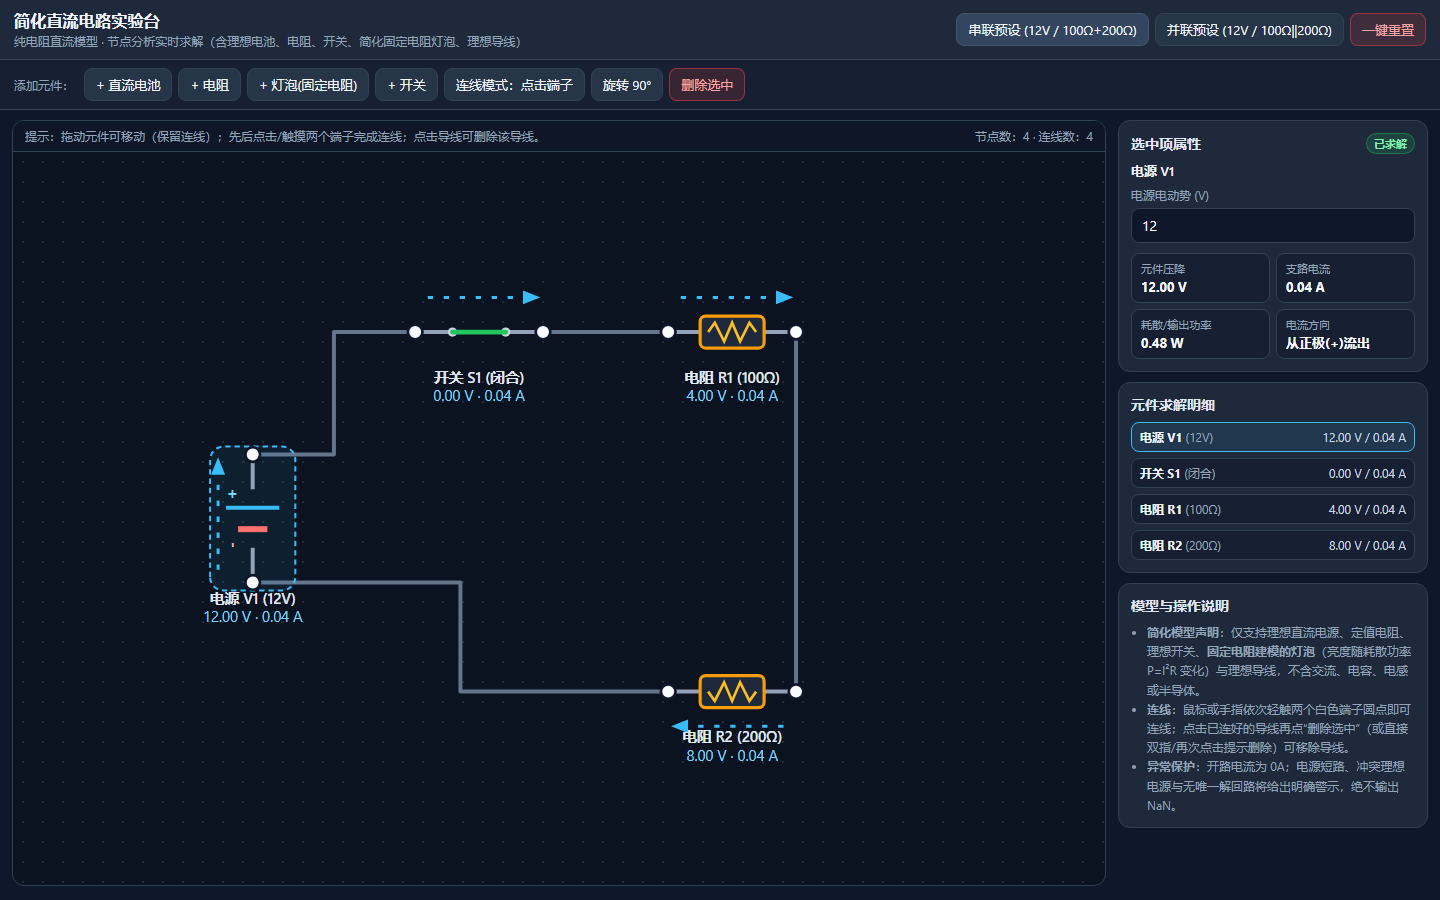 简化直流电路实验台
纯电阻直流模型 · 节点分析实时求解（含理想电池、电阻、开关、简化固定电阻灯泡、理想导线）
串联预设 (12V / 100Ω+200Ω)
并联预设 (12V / 100Ω||200Ω)
一键重置
添加元件:
+ 直流电池
+ 电阻
+ 灯泡(固定电阻)
+ 开关
连线模式：点击端子
旋转 90°
删除选中
提示：拖动元件可移动（保留连线）；先后点击/触摸两个端子完成连线；点击导线可删除该导线。
节点数：4 · 连线数：4
开关 S1 (闭合)
0.00 V · 0.04 A
电阻 R1 (100Ω)
4.00 V · 0.04 A
+
-
电源 V1 (12V)
12.00 V · 0.04 A
电阻 R2 (200Ω)
8.00 V · 0.04 A
选中项属性
已求解
电源 V1
电源电动势 (V)
12
元件压降
12.00 V
支路电流
0.04 A
耗散/输出功率
0.48 W
电流方向
从正极(+)流出
元件求解明细
电源 V1 (12V)
12.00 V / 0.04 A
开关 S1 (闭合)
0.00 V / 0.04 A
电阻 R1 (100Ω)
4.00 V / 0.04 A
电阻 R2 (200Ω)
8.00 V / 0.04 A
模型与操作说明
• 简化模型声明：仅支持理想直流电源、定值电阻、
理想开关、固定电阻建模的灯泡（亮度随耗散功率
P=I²R 变化）与理想导线，不含交流、电容、电感
或半导体。
• 连线：鼠标或手指依次轻触两个白色端子圆点即可
连线；点击已连好的导线再点“删除选中”（或直接
双指/再次点击提示删除）可移除导线。
• 异常保护：开路电流为 0A；电源短路、冲突理想
电源与无唯一解回路将给出明确警示，绝不输出
NaN。